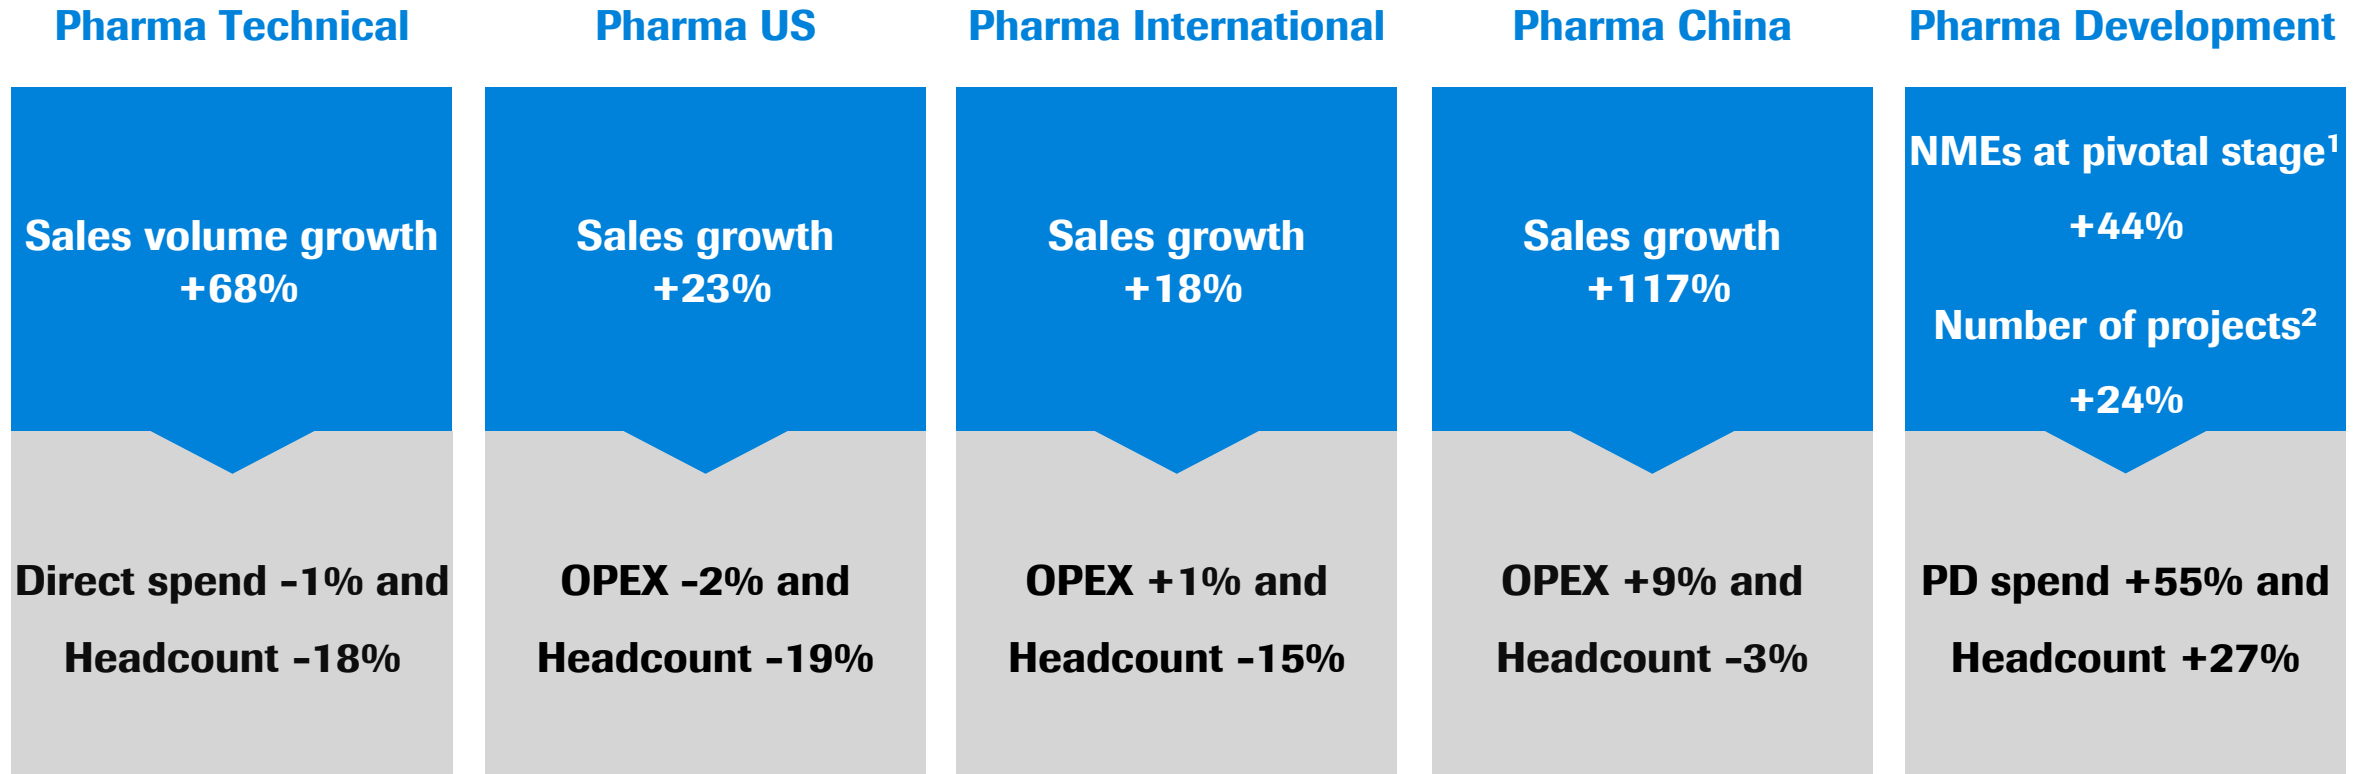 Pharma Technical
Sales volume growth
+68%
Direct spend -1% and
Headcount -18%
Pharma US
Sales growth
+23%
OPEX -2% and
Headcount -19%
Pharma International
Sales growth
+18%
OPEX +1% and
Headcount -15%
Pharma China
Sales growth
+117%
OPEX +9% and
Headcount -3%
Pharma Development
NMEs at pivotal stage¹
+44%
Number of projects²
+24%
PD spend +55% and
Headcount +27%